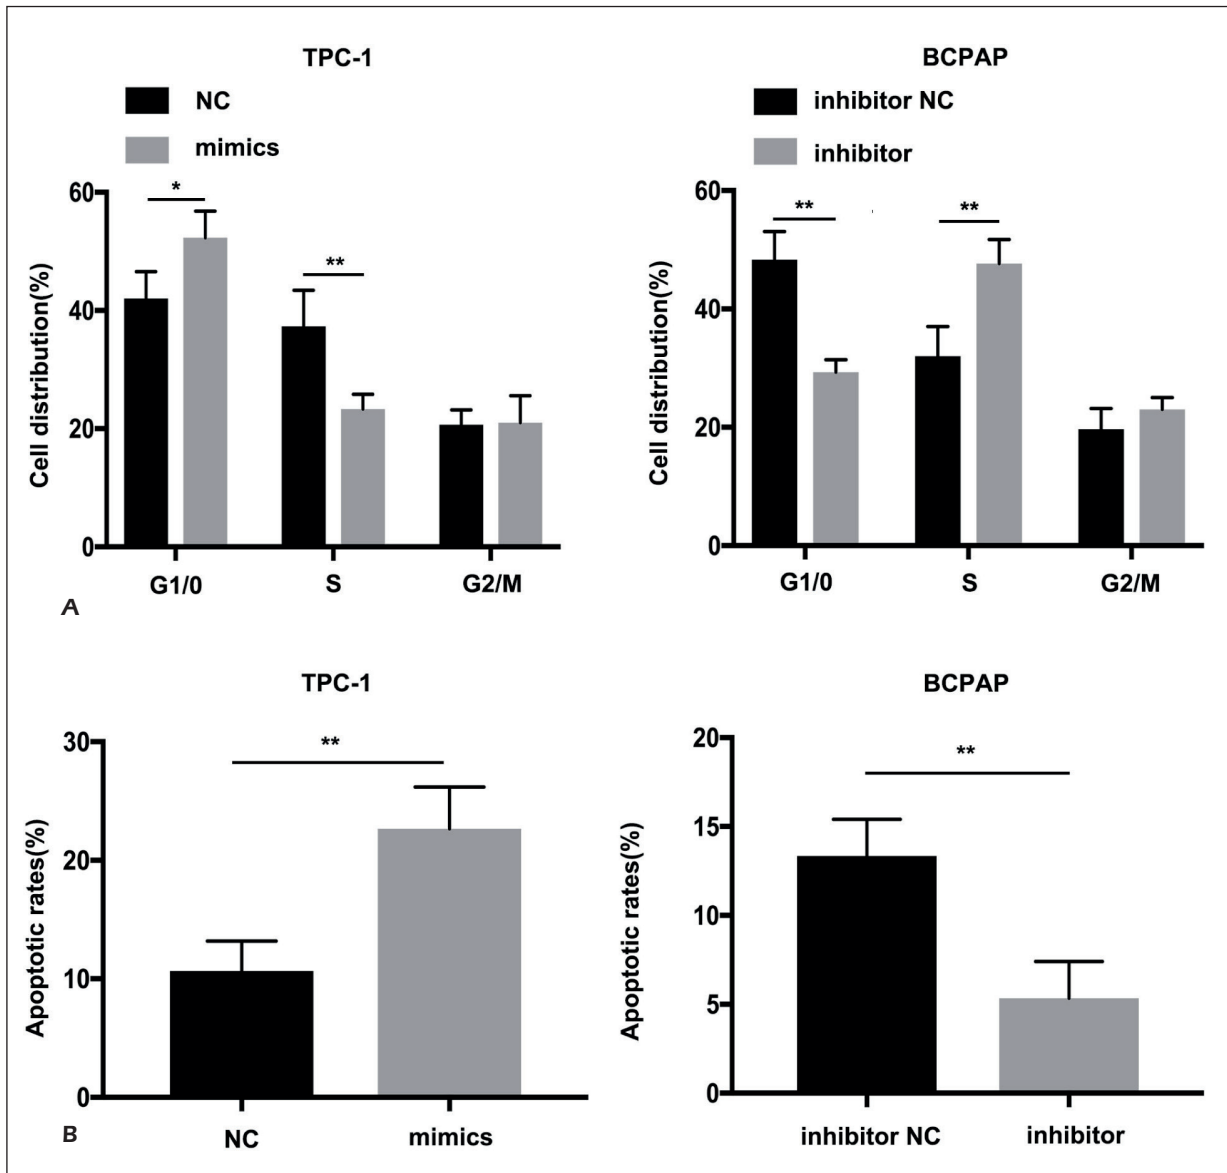 TPC-1
NC
mimics
Cell distribution(%)
60
40
20
0
*
**
G1/0 S G2/M
BCPAP
inhibitor NC
inhibitor
Cell distribution(%)
60
40
20
0
**
**
G1/0 S G2/M
A
TPC-1
Apoptotic rates(%)
30
20
10
0
**
NC mimics
BCPAP
Apoptotic rates(%)
20
15
10
5
0
**
inhibitor NC inhibitor
B